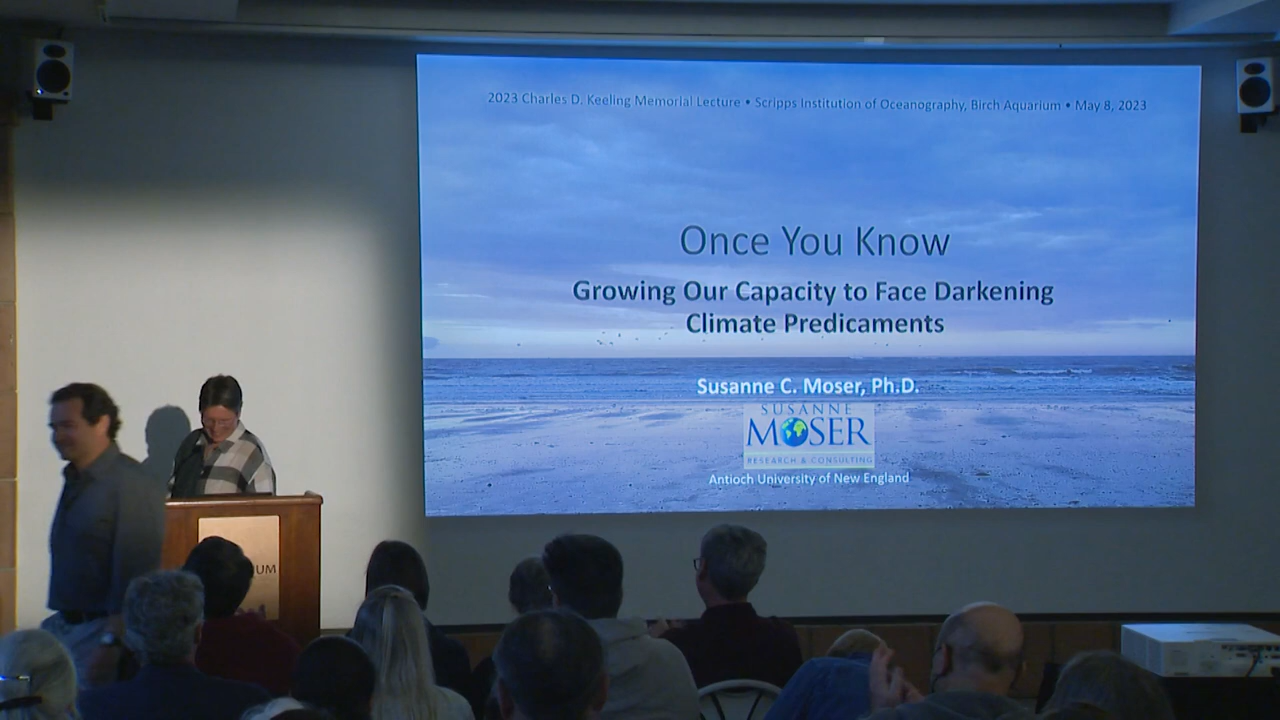 2023 Charles D. Keeling Memorial Lecture • Scripps Institution of Oceanography, Birch Aquarium • May 8, 2023
Once You Know
Growing Our Capacity to Face Darkening
Climate Predicaments
Susanne C. Moser, Ph.D.
SUSANNE
MOSER
RESEARCH & CONSULTING
Antioch University of New England
UM